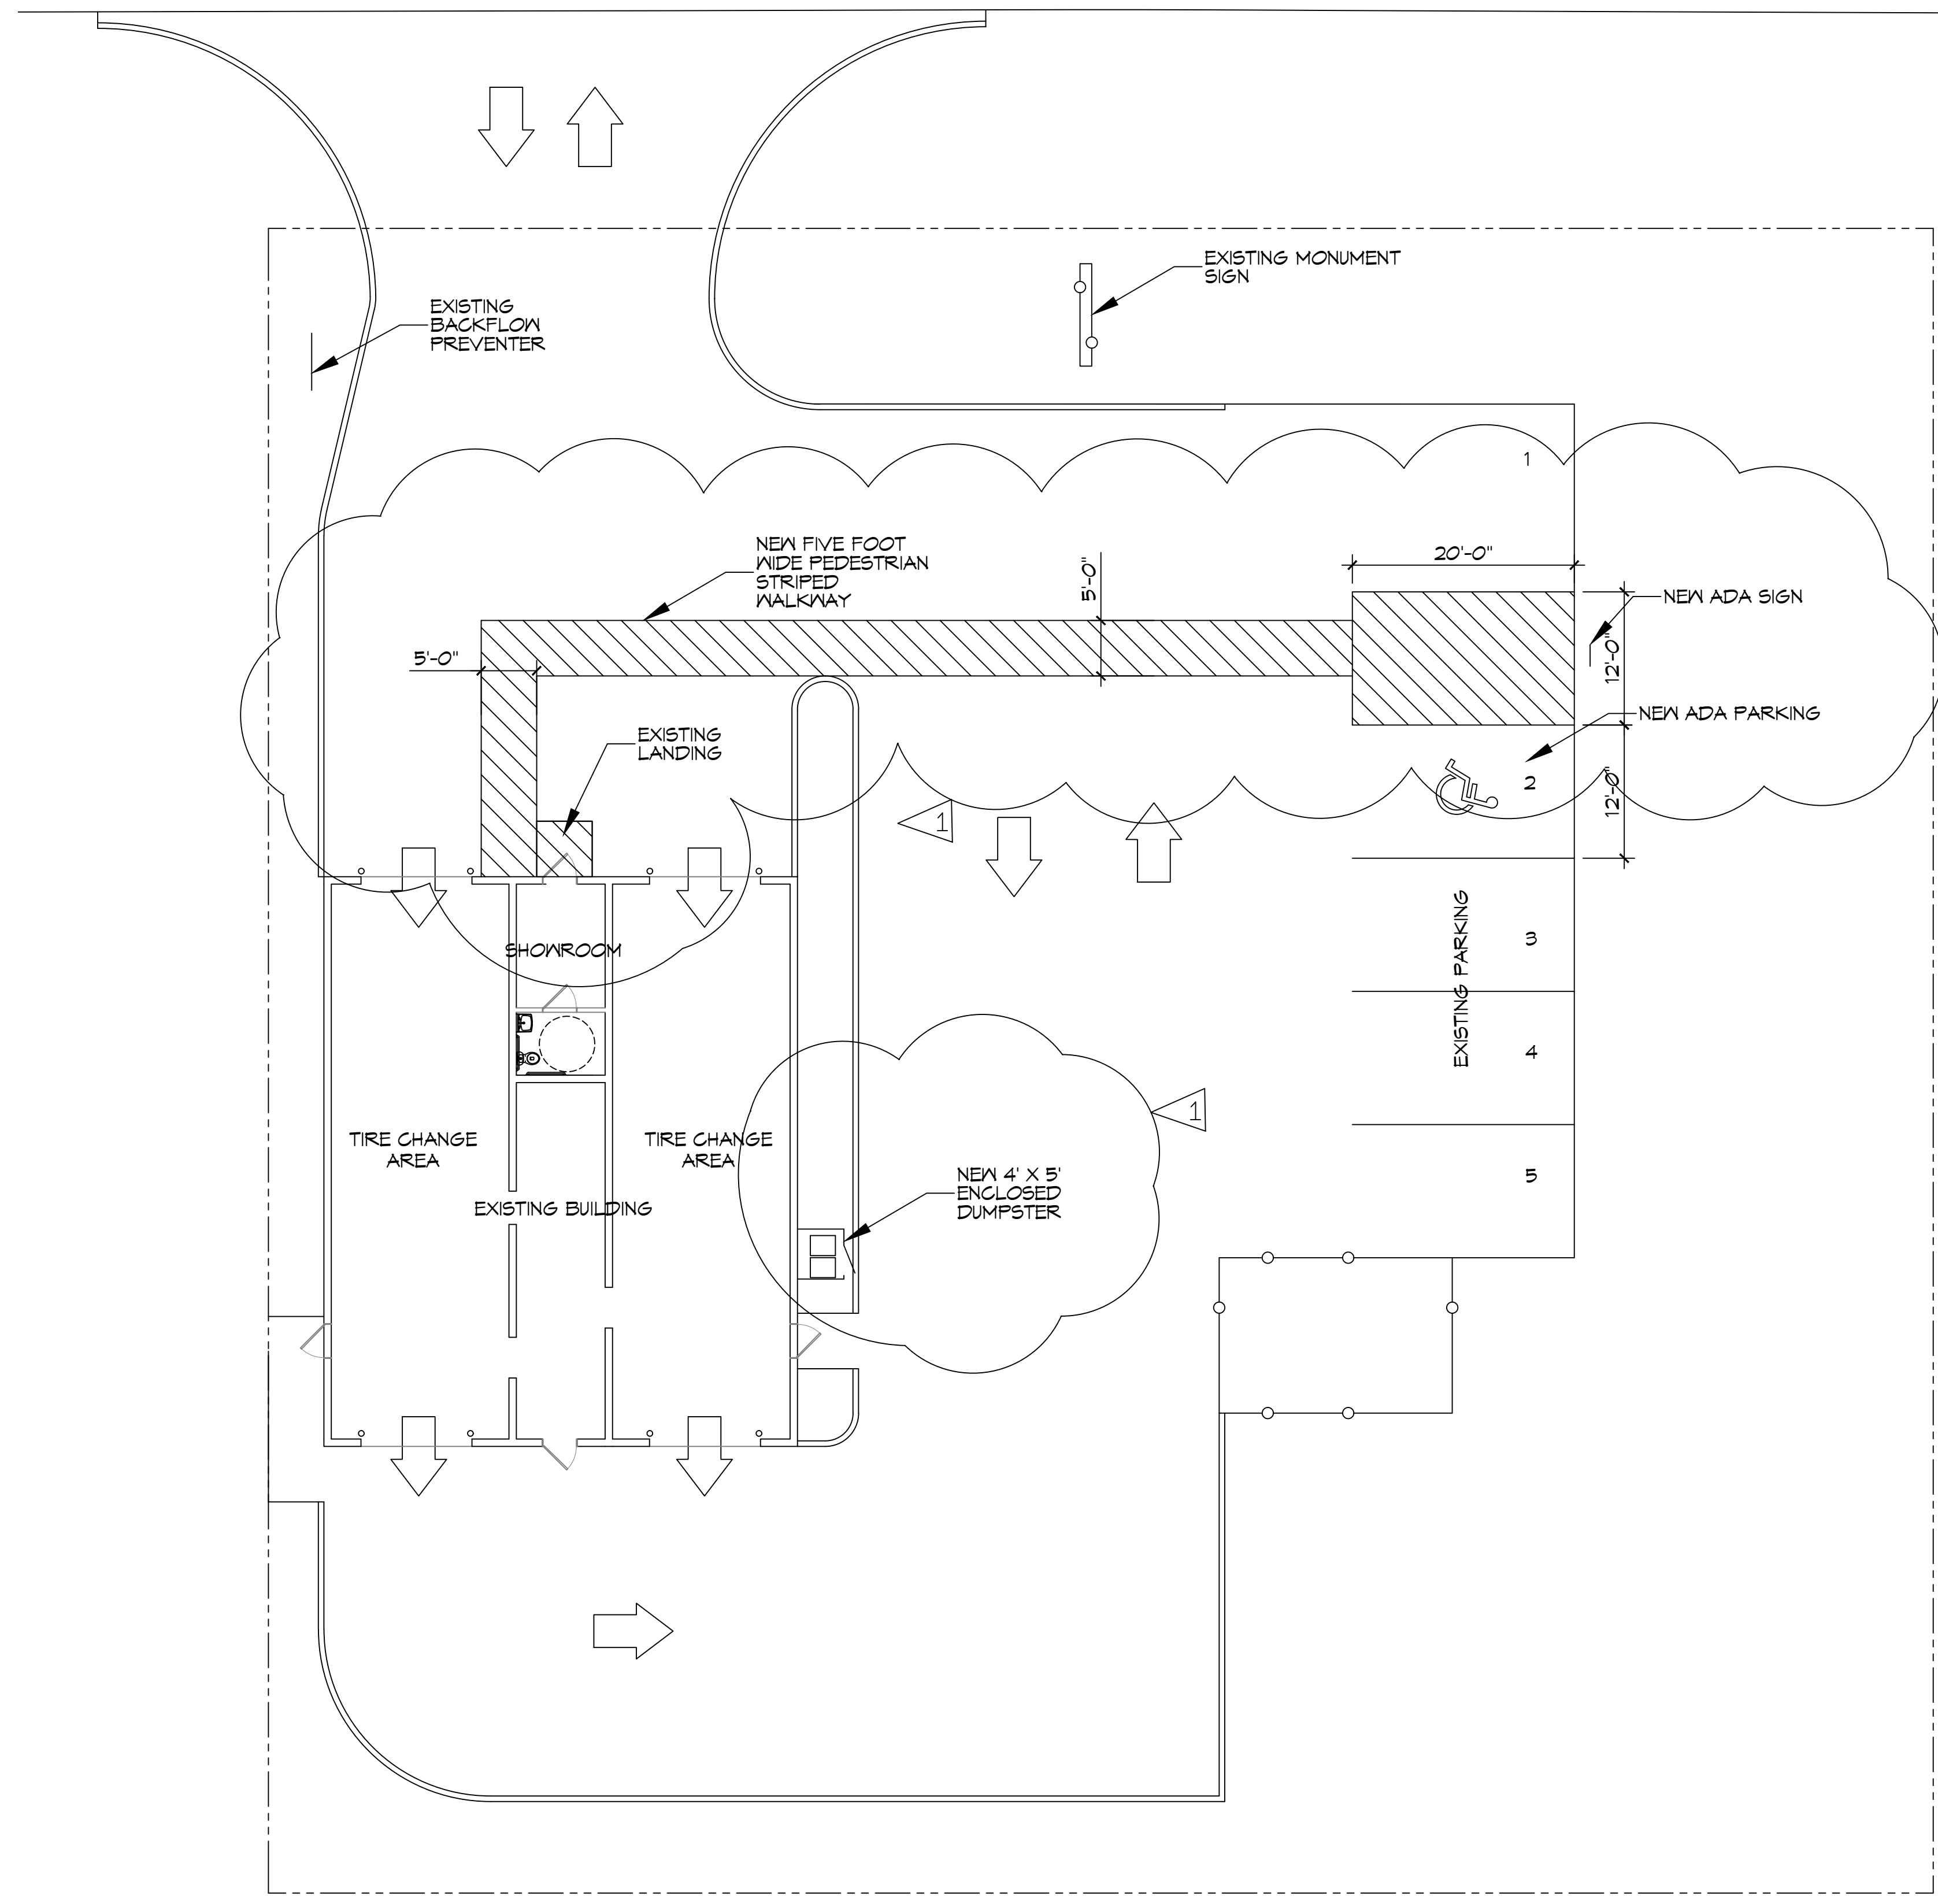 EXISTING MONUMENT
SIGN
EXISTING
BACKFLOW
PREVENTER
1
NEW FIVE FOOT
WIDE PEDESTRIAN
STRIPED
WALKWAY
5'-0"
20'-0"
NEW ADA SIGN
12'-0"
5'-0"
NEW ADA PARKING
EXISTING
LANDING
2
12'-0"
1
SHOWROOM
EXISTING PARKING
3
4
5
1
TIRE CHANGE
AREA
TIRE CHANGE
AREA
EXISTING BUILDING
NEW 4' X 5'
ENCLOSED
DUMPSTER